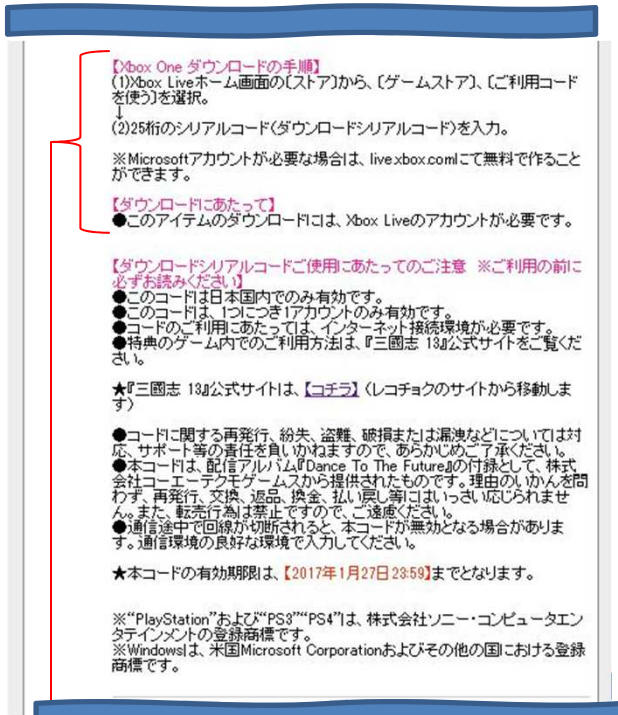 【Xbox One ダウンロードの手順】
(1)Xbox Liveホーム画面の〔ストア〕から、〔ゲームストア〕、〔ご利用コード
を使う〕を選択。
↓
(2)25桁のシリアルコード(ダウンロードシリアルコード)を入力。
※Microsoftアカウントが必要な場合は、live.xbox.comにて無料で作ること
ができます。
【ダウンロードにあたって】
●このアイテムのダウンロードには、Xbox Liveのアカウントが必要です。
【ダウンロードシリアルコードご使用にあたってのご注意 ※ご利用の前に
必ずお読みください】
●このコードは日本国内でのみ有効です。
●このコードは、1つにつき1アカウントのみ有効です。
●コードのご利用にあたっては、インターネット接続環境が必要です。
●特典のゲーム内でのご利用方法は、『三國志 13』公式サイトをご覧くだ
さい。
★『三國志 13』公式サイトは、【コチラ】（レコチョクのサイトから移動しま
す）
●コードに関する再発行、紛失、盗難、破損または漏洩などについては対
応、サポート等の責任を負いかねますので、あらかじめご了承ください。
●本コードは、配信アルバム『Dance To The Future』の付録として、株式
会社コーエーテクモゲームスから提供されたものです。理由のいかんを問
わず、再発行、交換、返品、換金、払い戻し等にはいっさい応じられませ
ん。また、転売行為は禁止ですので、ご遠慮ください。
●通信途中で回線が切断されると、本コードが無効となる場合がありま
す。通信環境の良好な環境で入力してください。
★本コードの有効期限は、【2017年1月27日 23:59】までとなります。
※“PlayStation”および“PS3”“PS4”は、株式会社ソニー・コンピュータエン
タテインメントの登録商標です。
※Windowsは、米国Microsoft Corporationおよびその他の国における登録
商標です。